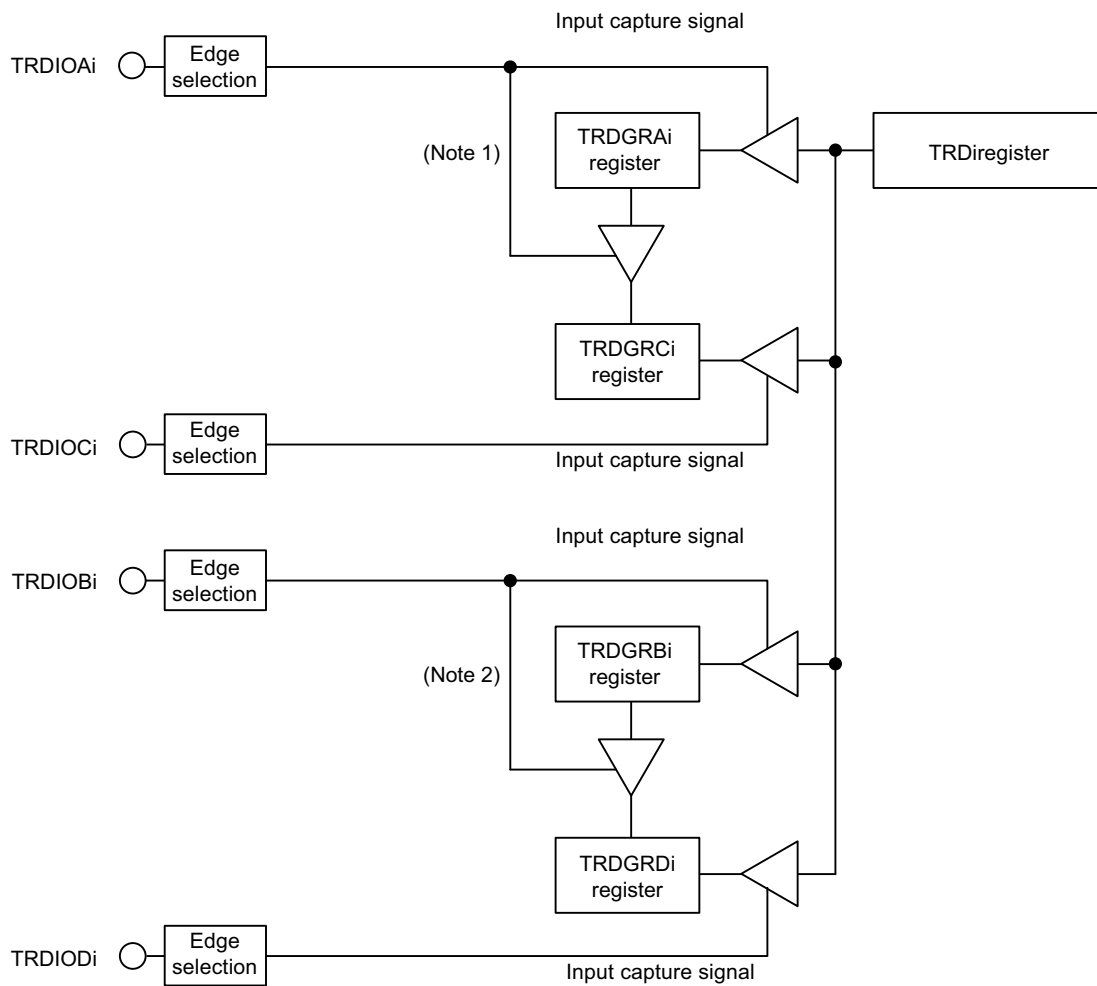 Input capture signal
TRDIOAi
Edge
selection
(Note 1)
TRDGRAi
register
TRDiregister
TRDGRCi
register
TRDIOCi
Edge
selection
Input capture signal
Input capture signal
TRDIOBi
Edge
selection
(Note 2)
TRDGRBi
register
TRDGRDi
register
TRDIODi
Edge
selection
Input capture signal